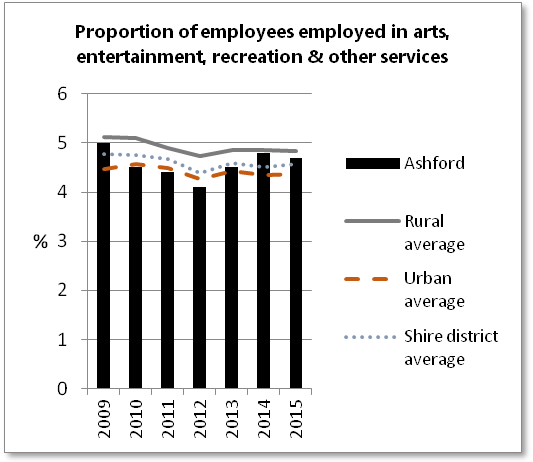 Proportion of employees employed in arts,
entertainment, recreation & other services
6
5
4
3
2
1
0
%
2009
2010
2011
2012
2013
2014
2015
Ashford
Rural
average
Urban
average
Shire district
average